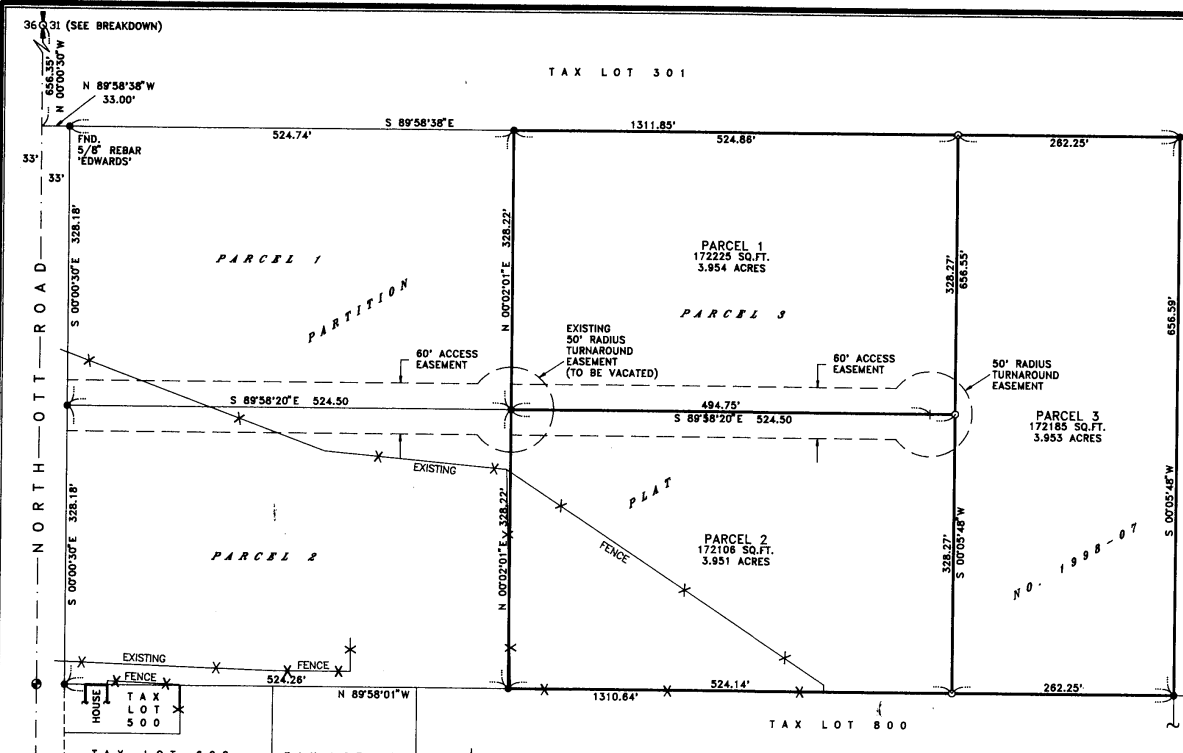 36 31 (SEE BREAKDOWN)
656.35'
N 00°00'30" W
N 89°58'38" W
33.00'
TAX LOT 301
S 89°58'38" E
1311.85'
524.74'
524.86'
262.25'
FND.
5/8" REBAR
'EDWARDS'
33'
33'
S 00°00'30" E 328.18'
PARCEL 1
PARTITION
N 00°02'01" E 328.22'
PARCEL 1
172225 SQ.FT.
3.954 ACRES
PARCEL 3
328.27'
656.55'
656.59'
NORTH OTT ROAD
60' ACCESS
EASEMENT
EXISTING
50' RADIUS
TURNAROUND
EASEMENT
(TO BE VACATED)
60' ACCESS
EASEMENT
50' RADIUS
TURNAROUND
EASEMENT
S 89°58'20" E 524.50
494.75'
S 89°58'20" E 524.50
PARCEL 3
172185 SQ.FT.
3.953 ACRES
EXISTING
FENCE
PLAT
S 00°00'30" E 328.18'
PARCEL 2
N 00°02'01" E 328.22'
PARCEL 2
172106 SQ.FT.
3.951 ACRES
328.27'
S 00°05'48" W
S 00°05'48" W
NO. 1998-07
EXISTING
FENCE
FENCE
524.26'
N 89°58'01" W
1310.64'
524.14'
262.25'
HOUSE
TAX
LOT
500
TAX LOT 800